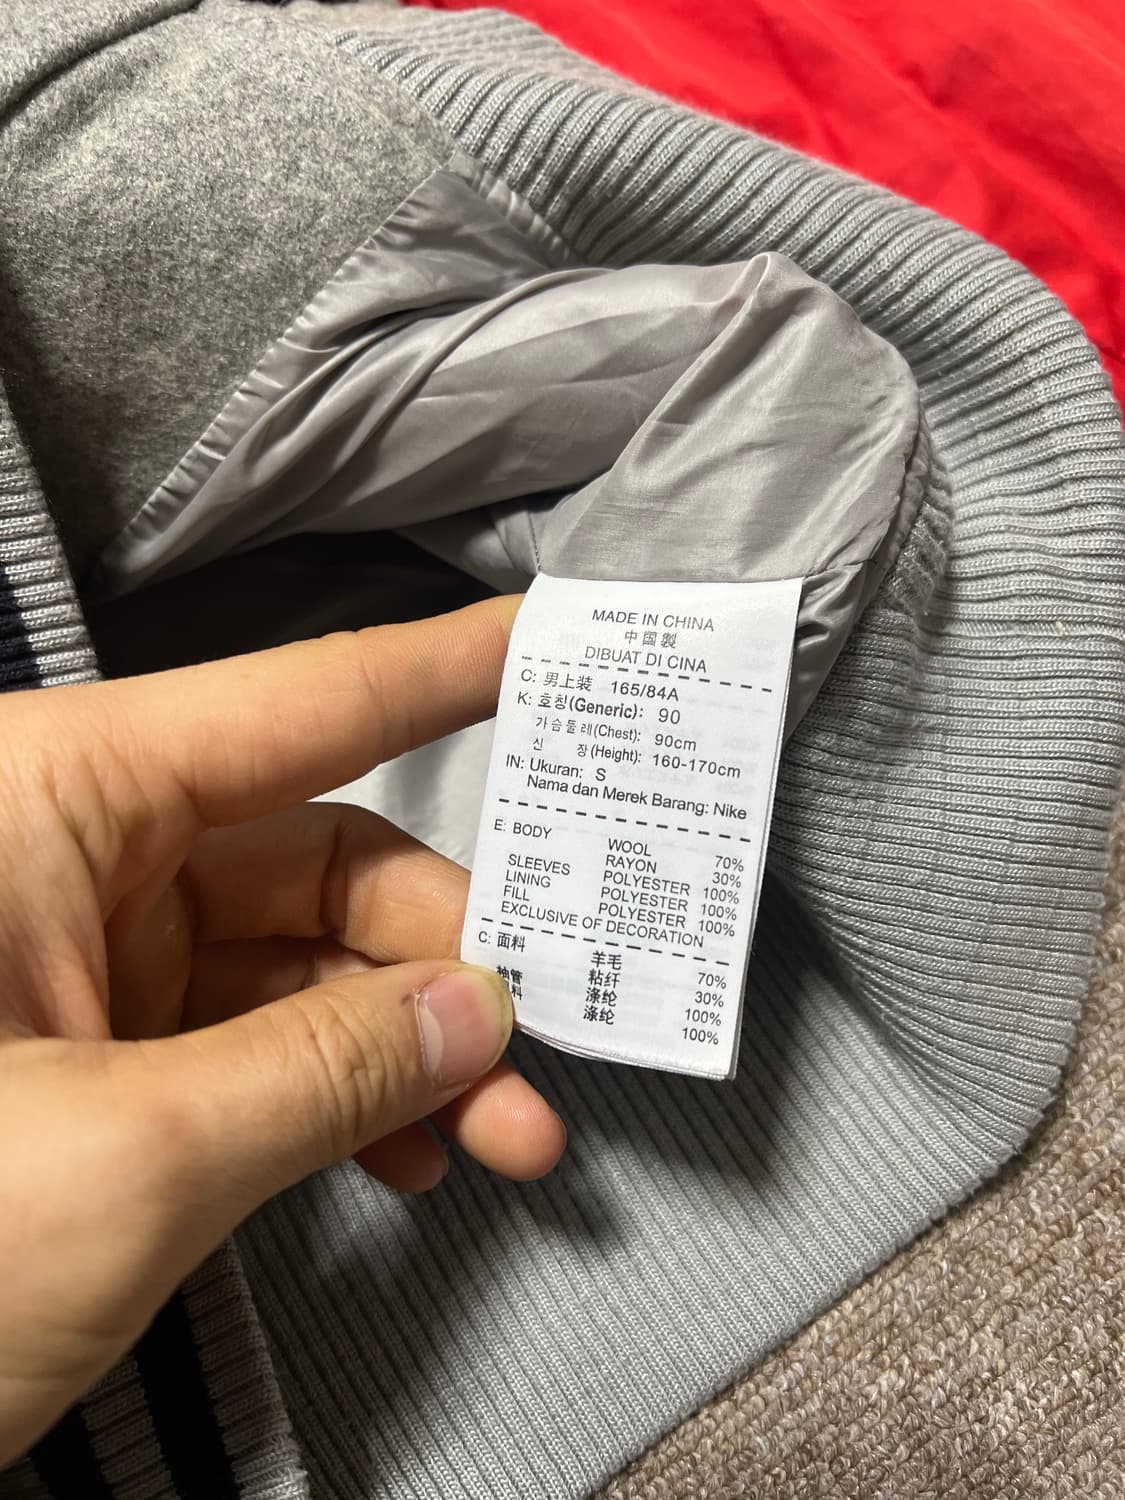 MADE IN CHINA
中国製
DIBUAT DI CINA
C: 男上装 165/84A
K: 호칭(Generic): 90
가슴둘레(Chest): 90cm
신 장(Height): 160-170cm
IN: Ukuran: S
Nama dan Merek Barang: Nike
E: BODY WOOL 70%
RAYON 30%
SLEEVES POLYESTER 100%
LINING POLYESTER 100%
FILL POLYESTER 100%
EXCLUSIVE OF DECORATION
C: 面料 羊毛 70%
粘纤 30%
袖管 涤纶 100%
料 涤纶 100%